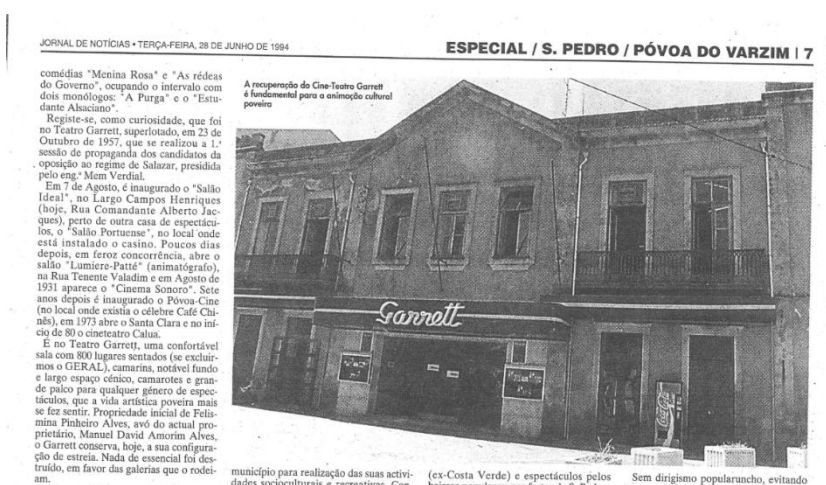 JORNAL DE NOTÍCIAS • TERÇA-FEIRA, 28 DE JUNHO DE 1994
ESPECIAL / S. PEDRO / PÓVOA DO VARZIM | 7
comédias "Menina Rosa" e "As rédeas
do Governo", ocupando o intervalo com
dois monólogos: "A Purga" e o "Estu-
dante Alsaciano".
Registe-se, como curiosidade, que foi
no Teatro Garrett, superlotado, em 23 de
Outubro de 1957, que se realizou a 1.ª
sessão de propaganda dos candidatos da
oposição ao regime de Salazar, presidida
pelo eng.º Mem Verdial.
Em 7 de Agosto, é inaugurado o "Salão
Ideal", no Largo Campos Henriques
(hoje, Rua Comandante Alberto Jac-
ques), perto de outra casa de espectácu-
los, o "Salão Portuense", no local onde
está instalado o casino. Poucos dias
depois, em feroz concorrência, abre o
salão "Lumiere-Patté" (animatógrafo),
na Rua Tenente Valadim e em Agosto de
1931 aparece o "Cinema Sonoro". Sete
anos depois é inaugurado o Póvoa-Cine
(no local onde existia o célebre Café Chi-
nês), em 1973 abre o Santa Clara e no iní-
cio de 80 o cineteatro Calua.
É no Teatro Garrett, uma confortável
sala com 800 lugares sentados (se excluir-
mos o GERAL), camarins, notável fundo
e largo espaço cénico, camarotes e gran-
de palco para qualquer género de espec-
táculos, que a vida artística poveira mais
se fez sentir. Propriedade inicial de Felis-
mina Pinheiro Alves, avó do actual pro-
prietário, Manuel David Amorim Alves,
o Garrett conserva, hoje, a sua configura-
ção de estreia. Nada de essencial foi des-
truído, em favor das galerias que o rodei-
am.
A recuperação do Cine-Teatro Garrett
é fundamental para a animação cultural
poveira
Garrett
Coca-Cola
município para realização das suas activi-
dades socioculturais e recreativas.
(ex-Costa Verde) e espectáculos pelos
Sem dirigismo popularuncho, evitando